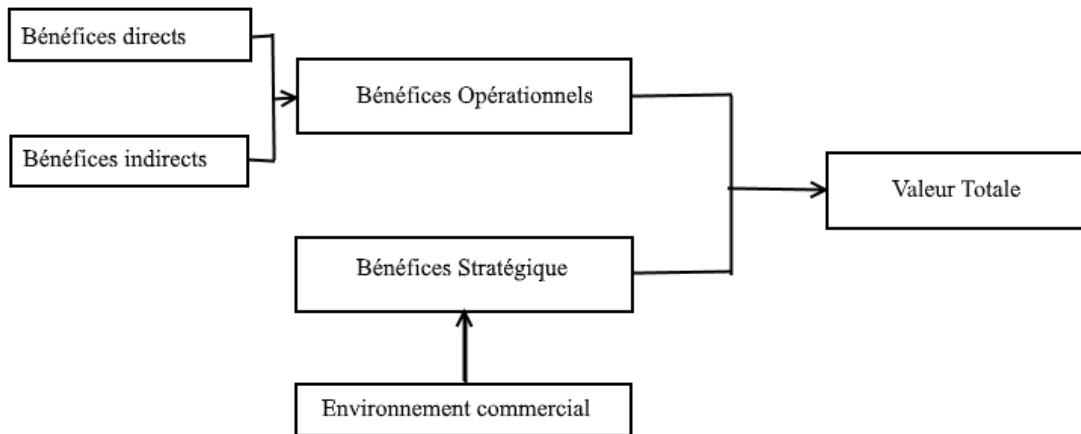 Bénéfices directs
Bénéfices Opérationnels
Bénéfices indirects
Valeur Totale
Bénéfices Stratégique
Environnement commercial